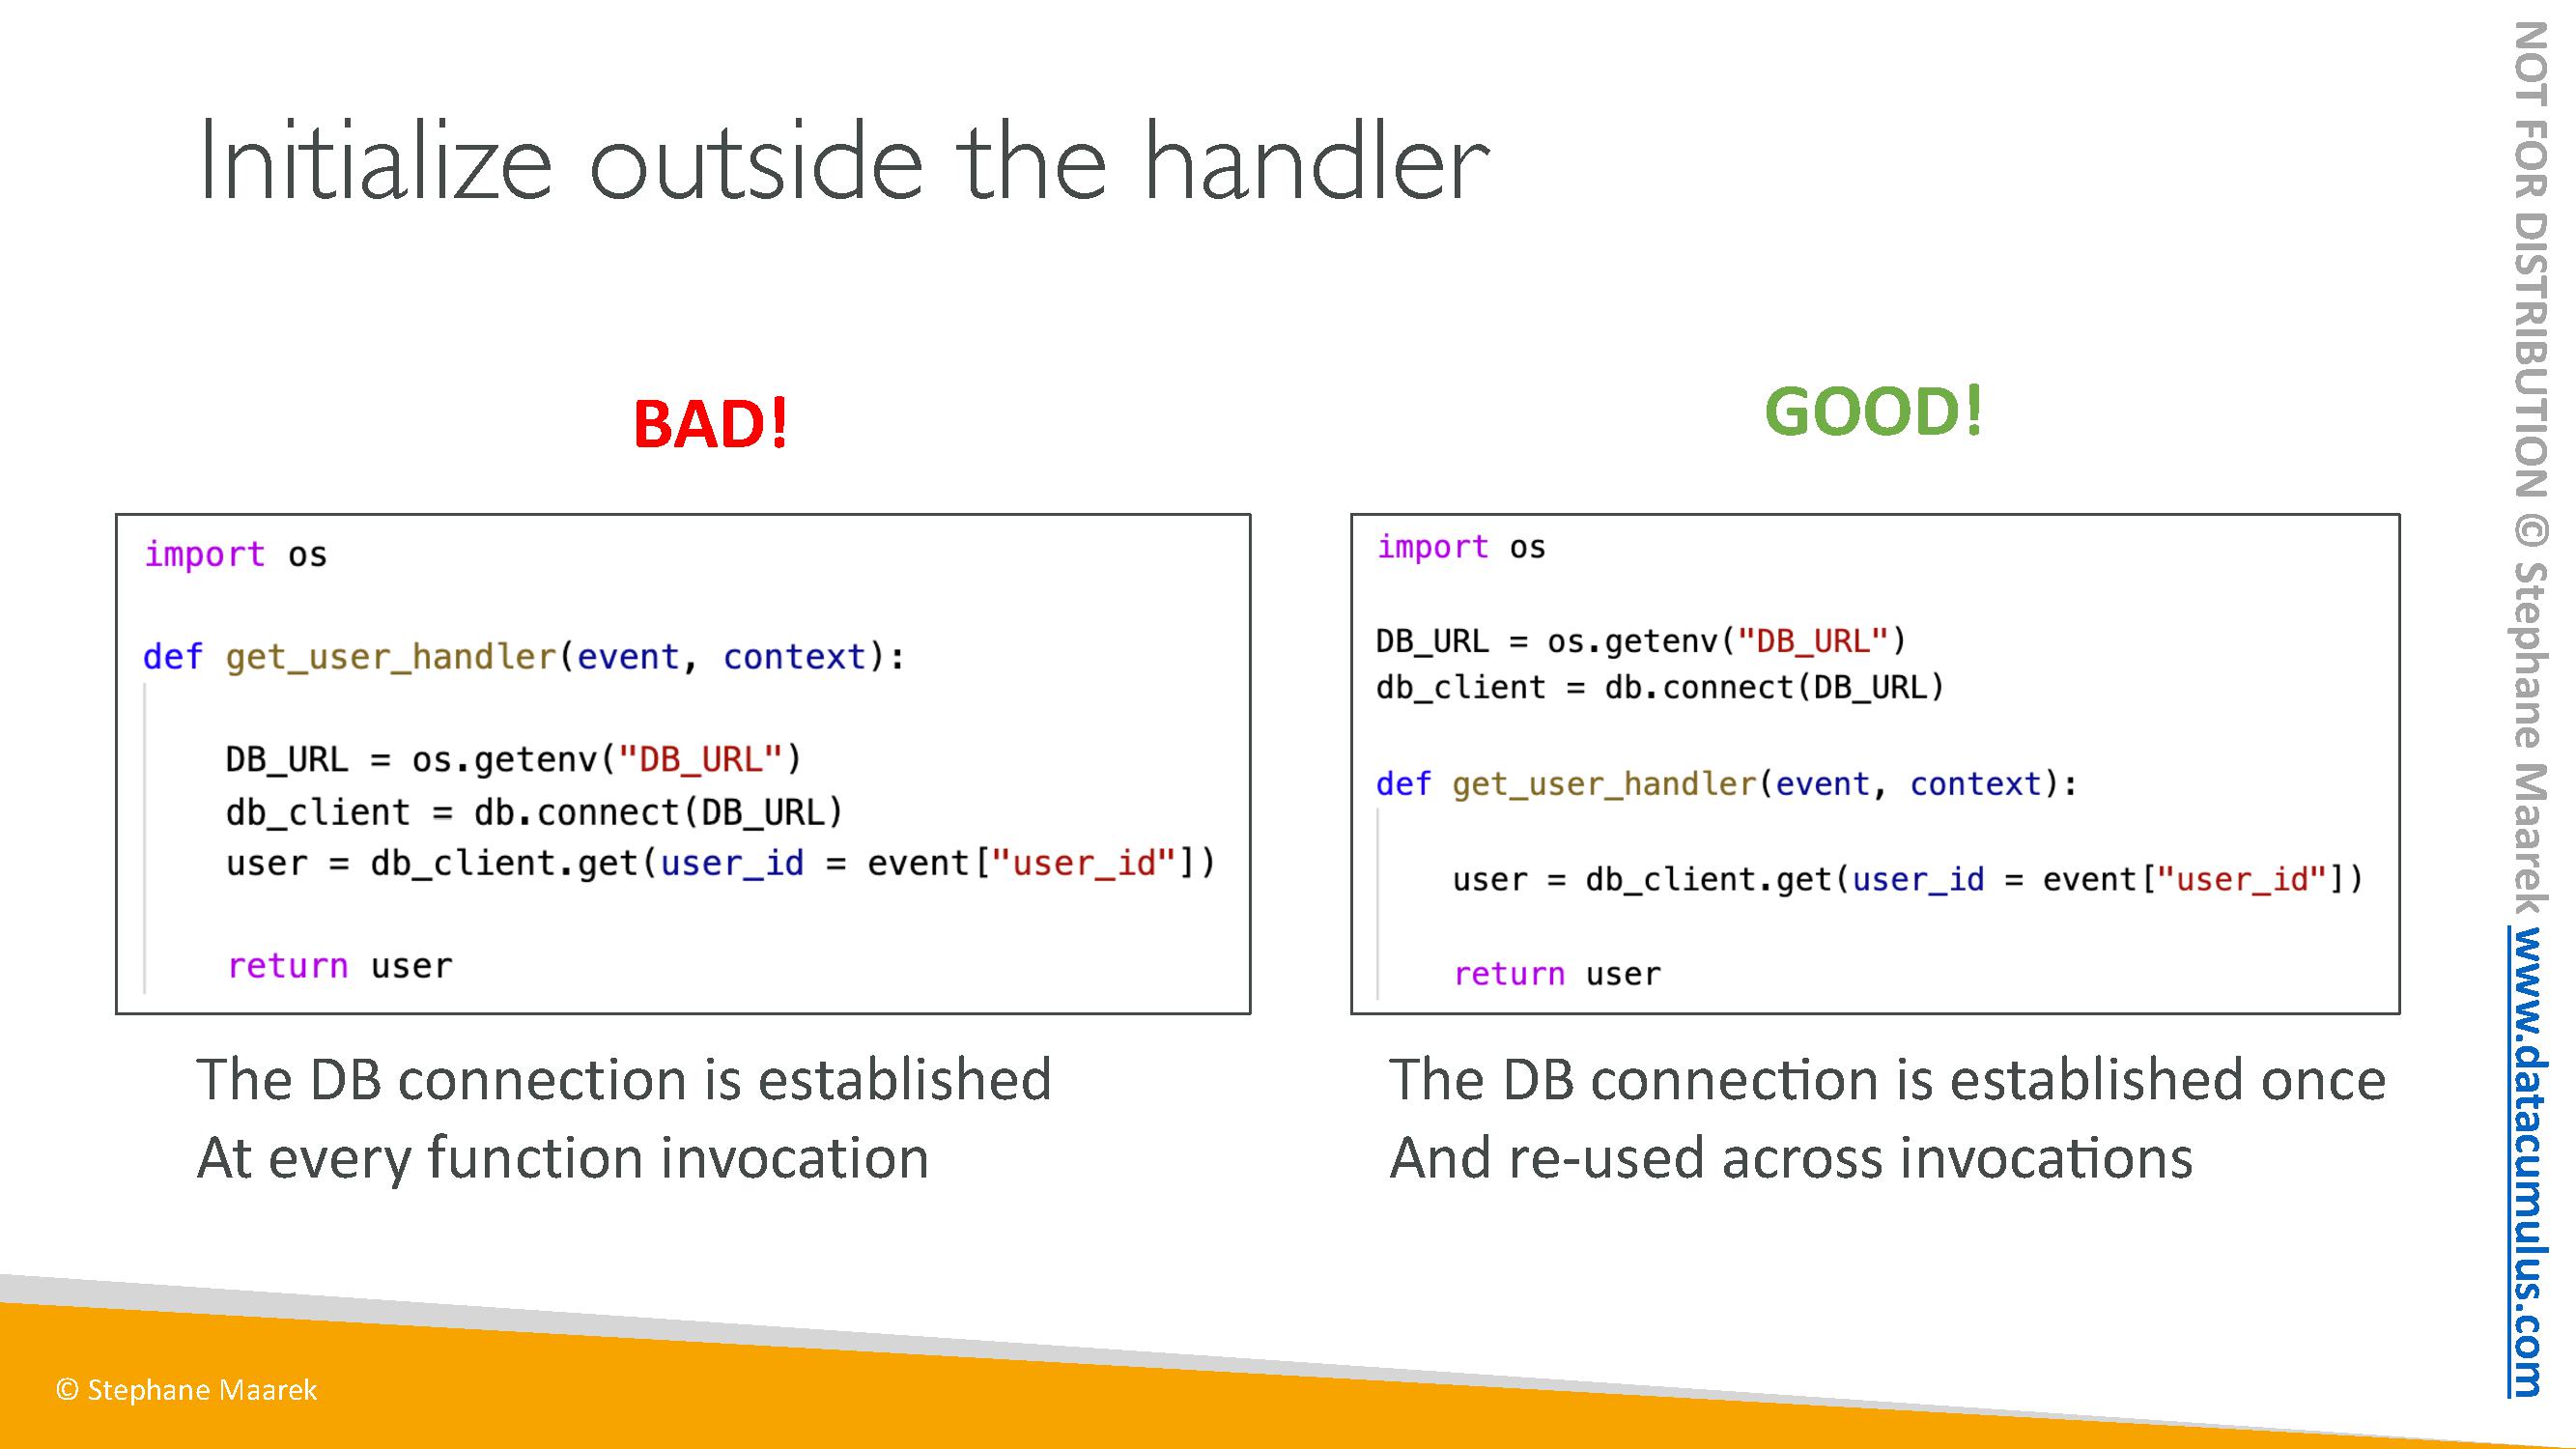 Initialize outside the handler
BAD!
import os
def get_user_handler(event, context):
DB_URL = os.getenv("DB_URL")
db_client = db.connect(DB_URL)
user = db_client.get(user_id = event["user_id"])
return user
The DB connection is established
At every function invocation
GOOD!
import os
DB_URL = os.getenv("DB_URL")
db_client = db.connect(DB_URL)
def get_user_handler(event, context):
user = db_client.get(user_id = event["user_id"])
return user
The DB connection is established once
And re-used across invocations
© Stephane Maarek
NOT FOR DISTRIBUTION © Stephane Maarek www.datacumulus.com